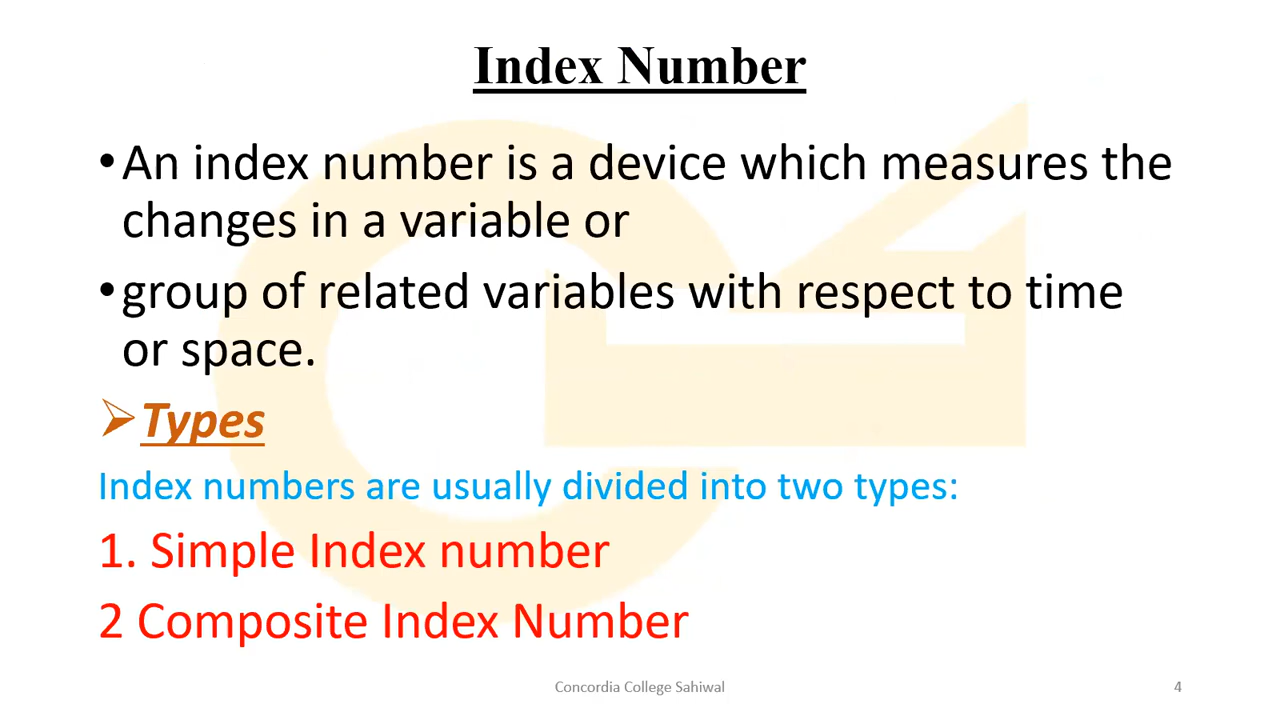 Index Number
•An index number is a device which measures the
changes in a variable or
•group of related variables with respect to time
or space.
➢Types
Index numbers are usually divided into two types:
1. Simple Index number
2 Composite Index Number
Concordia College Sahiwal
4